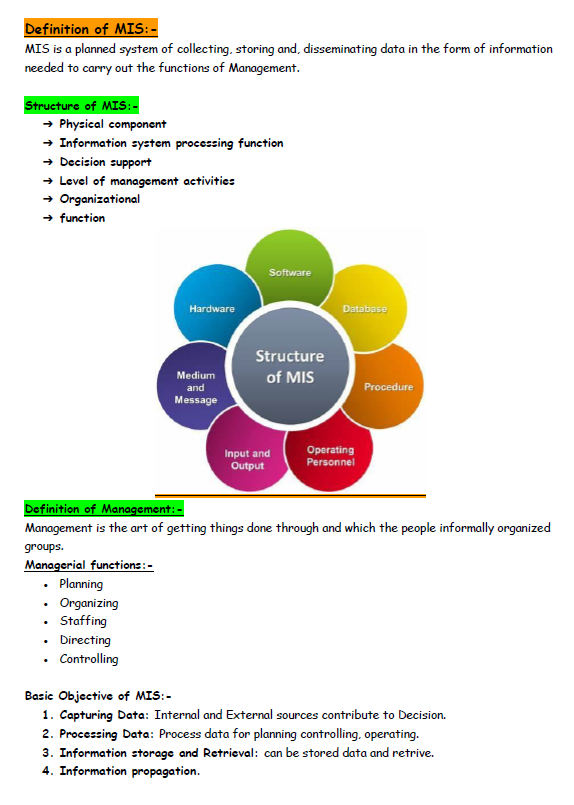 Definition of MIS:-
MIS is a planned system of collecting, storing and, disseminating data in the form of information
needed to carry out the functions of Management.
Structure of MIS:-
→ Physical component
→ Information system processing function
→ Decision support
→ Level of management activities
→ Organizational
→ function
Software
Hardware
Database
Structure
of MIS
Medium
and
Message
Procedure
Input and
Output
Operating
Personnel
Definition of Management:-
Management is the art of getting things done through and which the people informally organized
groups.
Managerial functions:-
• Planning
• Organizing
• Staffing
• Directing
• Controlling
Basic Objective of MIS:-
1. Capturing Data: Internal and External sources contribute to Decision.
2. Processing Data: Process data for planning controlling, operating.
3. Information storage and Retrieval: can be stored data and retrive.
4. Information propagation.